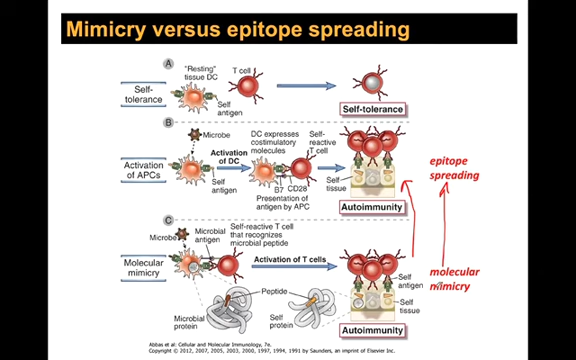 Mimicry versus epitope spreading
A
"Resting"
tissue DC
T cell
Self-
tolerance
Self
antigen
Self-tolerance
B
Microbe
Activation
of DC
DC expresses
costimulatory
molecules
Self-
reactive
T cell
Activation
of APCs
Self
antigen
B7 CD28
Presentation of
antigen by APC
Self
tissue
Autoimmunity
epitope
spreading
C
Microbe
Microbial
antigen
Self-reactive T cell
that recognizes
microbial peptide
Molecular
mimicry
Activation of T cells
Self
antigen
Self
tissue
molecular
mimicry
Microbial
protein
Peptide
Self
protein
Autoimmunity
Abbas et al: Cellular and Molecular Immunology, 7e.
Copyright © 2012, 2007, 2005, 2003, 2000, 1997, 1994, 1991 by Saunders, an imprint of Elsevier Inc.